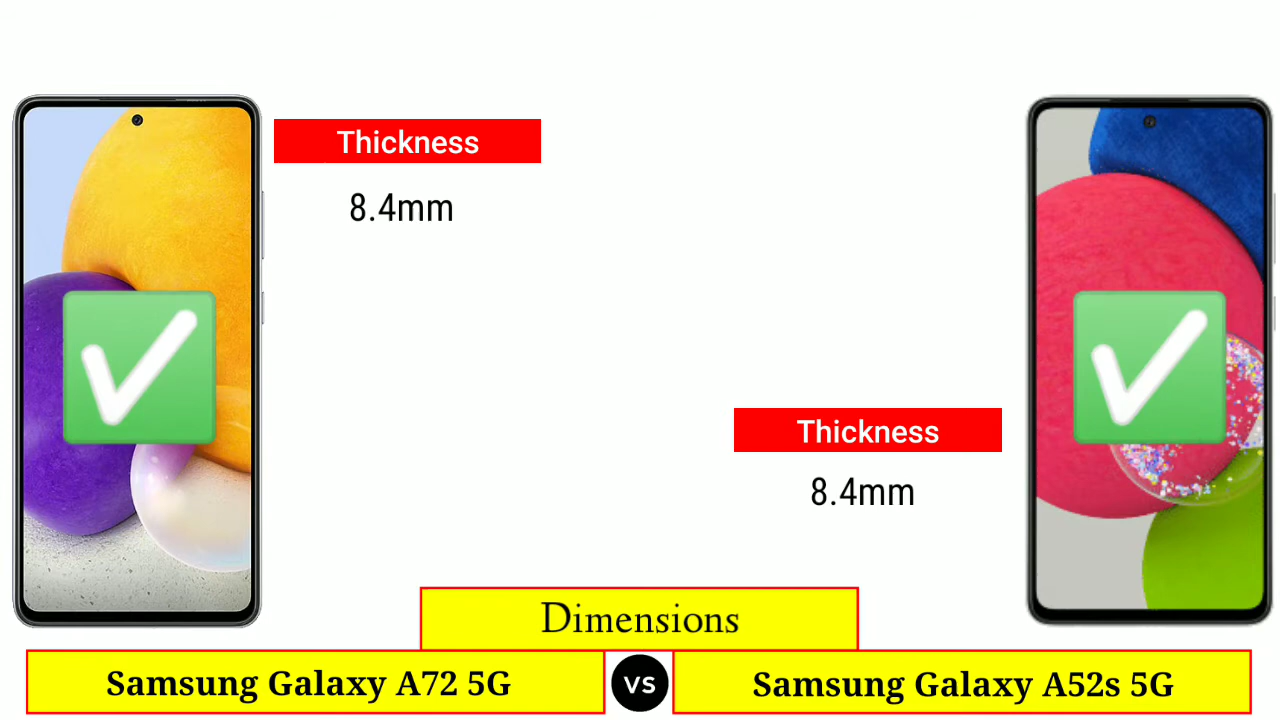 Thickness
8.4mm
Thickness
8.4mm
Dimensions
Samsung Galaxy A72 5G
vs
Samsung Galaxy A52s 5G